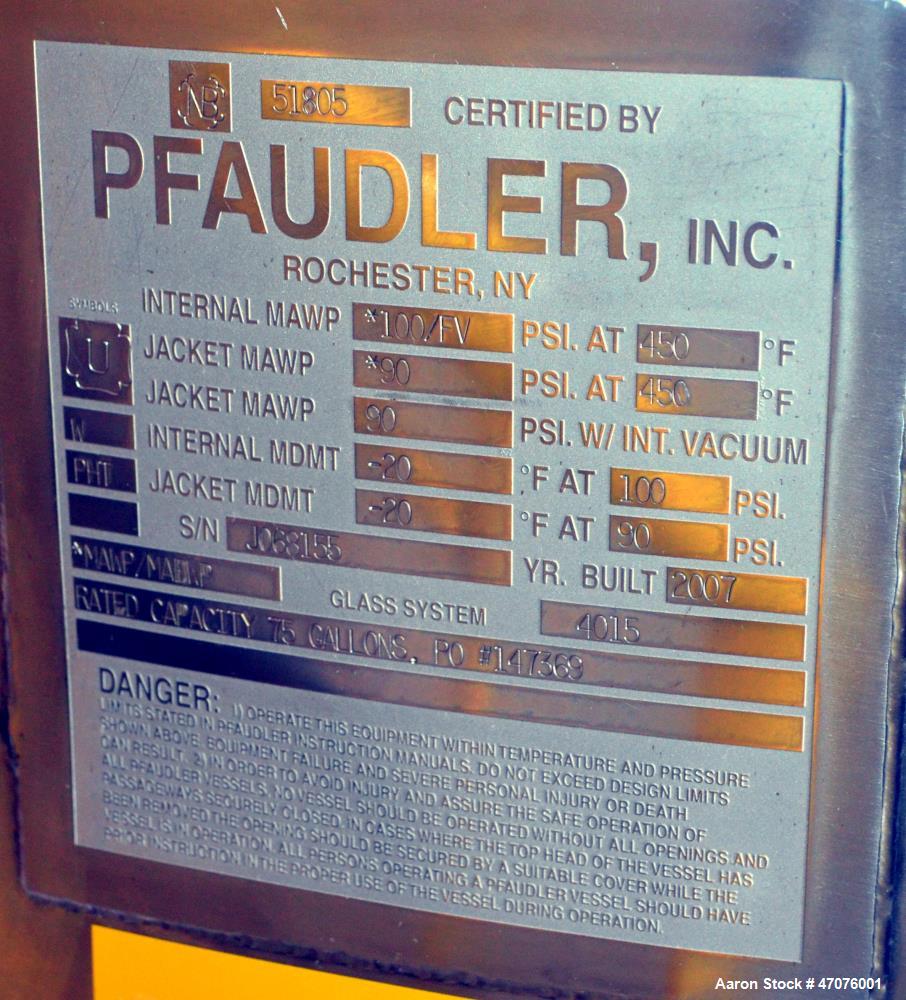 NB 51805 CERTIFIED BY
PFAUDLER, INC.
ROCHESTER, NY
SYMBOLS
U
W
PHT
INTERNAL MAWP *100/FV PSI. AT 450 °F
JACKET MAWP *90 PSI. AT 450 °F
JACKET MAWP 90 PSI. W/ INT. VACUUM
INTERNAL MDMT -20 °F AT 100 PSI.
JACKET MDMT -20 °F AT 90 PSI.
S/N J068155 YR. BUILT 2007
*MAWP/MAEWP GLASS SYSTEM 4015
RATED CAPACITY 75 GALLONS. PO #147369
DANGER: 1) OPERATE THIS EQUIPMENT WITHIN TEMPERATURE AND PRESSURE
LIMITS STATED IN PFAUDLER INSTRUCTION MANUALS. DO NOT EXCEED DESIGN LIMITS
SHOWN ABOVE. EQUIPMENT FAILURE AND SEVERE PERSONAL INJURY OR DEATH
CAN RESULT. 2) IN ORDER TO AVOID INJURY AND ASSURE THE SAFE OPERATION OF
ALL PFAUDLER VESSELS, NO VESSEL SHOULD BE OPERATED WITHOUT ALL OPENINGS AND
PASSAGEWAYS SECURELY CLOSED. IN CASES WHERE THE TOP HEAD OF THE VESSEL HAS
BEEN REMOVED THE OPENING SHOULD BE SECURED BY A SUITABLE COVER WHILE THE
VESSEL IS IN OPERATION. ALL PERSONS OPERATING A PFAUDLER VESSEL SHOULD HAVE
PRIOR INSTRUCTION IN THE PROPER USE OF THE VESSEL DURING OPERATION.
Aaron Stock # 47076001